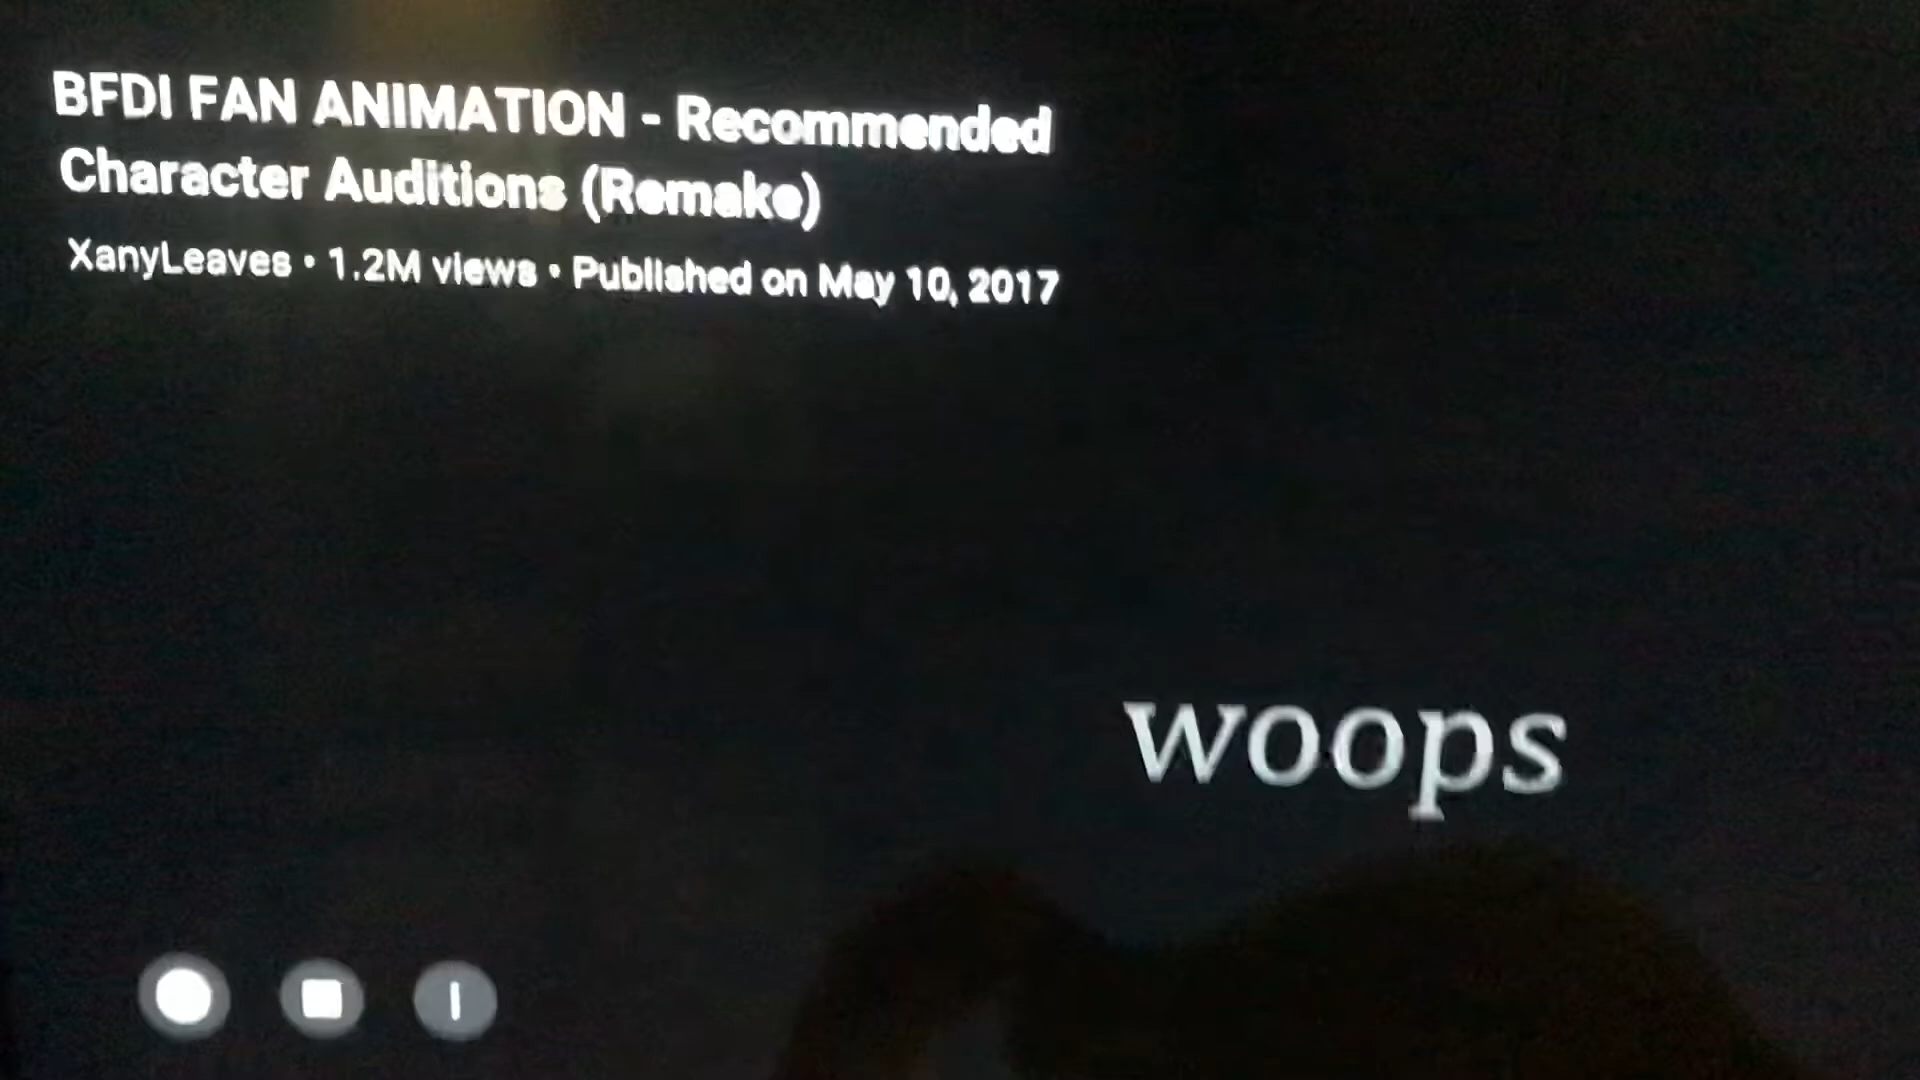 BFDI FAN ANIMATION - Recommended
Character Auditions (Remake)
XanyLeaves • 1.2M views • Published on May 10, 2017
woops